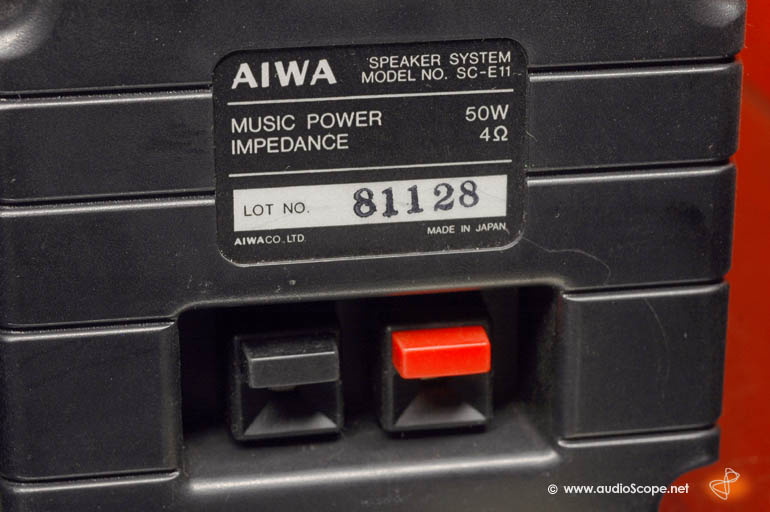 AIWA
SPEAKER SYSTEM
MODEL NO. SC-E11
MUSIC POWER 50W
IMPEDANCE 4Ω
LOT NO. 81128
AIWA CO. LTD. MADE IN JAPAN
© www.audioScope.net